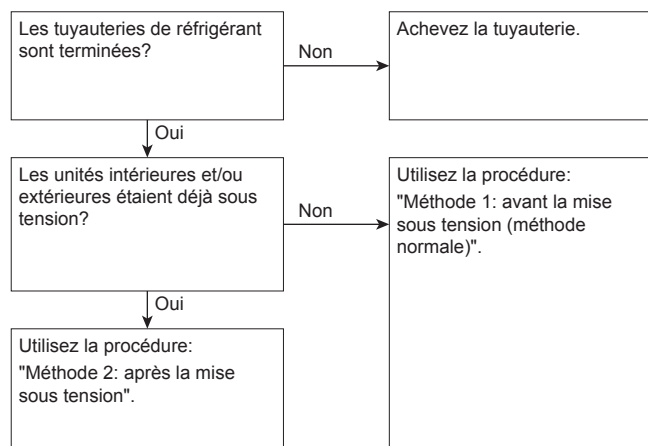 Les tuyauteries de réfrigérant
sont terminées?
Non
Achevez la tuyauterie.
Oui
Les unités intérieures et/ou
extérieures étaient déjà sous
tension?
Non
Utilisez la procédure:
"Méthode 1: avant la mise
sous tension (méthode
normale)".
Oui
Utilisez la procédure:
"Méthode 2: après la mise
sous tension".